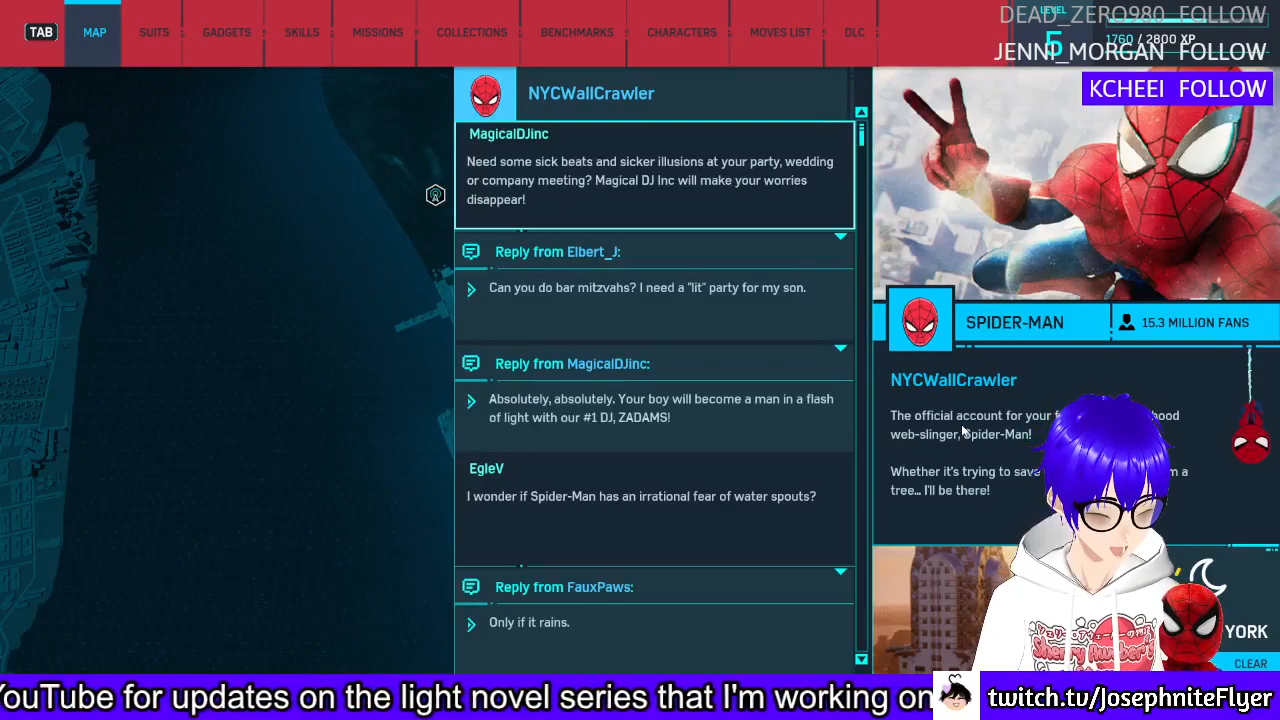 TAB
MAP
SUITS
GADGETS
SKILLS
MISSIONS
COLLECTIONS
BENCHMARKS
CHARACTERS
MOVES LIST
DLC
LEVEL
5
1760 / 2800 XP
DEAD_ZERO980 FOLLOW
JENNI_MORGAN FOLLOW
KCHEEI FOLLOW
NYCWallCrawler
MagicalDJinc
Need some sick beats and sicker illusions at your party, wedding
or company meeting? Magical DJ Inc will make your worries
disappear!
Reply from Elbert_J:
Can you do bar mitzvahs? I need a "lit" party for my son.
Reply from MagicalDJinc:
Absolutely, absolutely. Your boy will become a man in a flash
of light with our #1 DJ, ZADAMS!
EgleV
I wonder if Spider-Man has an irrational fear of water spouts?
Reply from FauxPaws:
Only if it rains.
SPIDER-MAN
15.3 MILLION FANS
NYCWallCrawler
The official account for your
web-slinger, Spider-Man!
Whether it's trying to save
tree... I'll be there!
YORK
CLEAR
YouTube for updates on the light novel series that I'm working on
twitch.tv/JosephniteFlyer